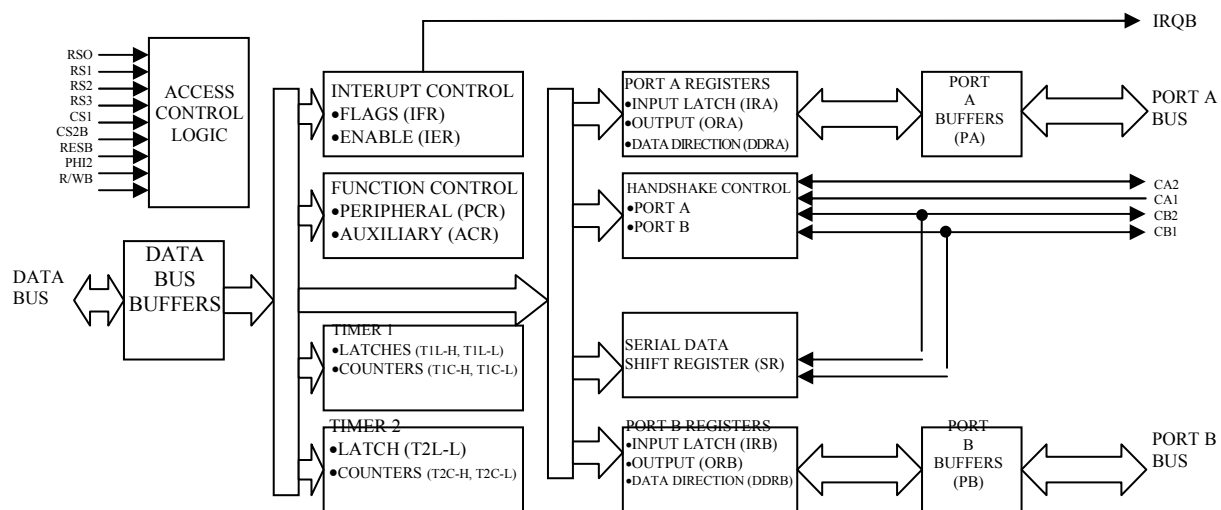 IRQB
RSO
RS1
RS2
RS3
CS1
CS2B
RESB
PHI2
R/WB
ACCESS
CONTROL
LOGIC
INTERUPT CONTROL
•FLAGS (IFR)
•ENABLE (IER)
PORT A REGISTERS
•INPUT LATCH (IRA)
•OUTPUT (ORA)
•DATA DIRECTION (DDRA)
PORT
A
BUFFERS
(PA)
PORT A
BUS
FUNCTION CONTROL
•PERIPHERAL (PCR)
•AUXILIARY (ACR)
HANDSHAKE CONTROL
•PORT A
•PORT B
CA2
CA1
CB2
CB1
DATA
BUS
DATA
BUS
BUFFERS
TIMER 1
•LATCHES (T1L-H, T1L-L)
•COUNTERS (T1C-H, T1C-L)
SERIAL DATA
SHIFT REGISTER (SR)
TIMER 2
•LATCH (T2L-L)
•COUNTERS (T2C-H, T2C-L)
PORT B REGISTERS
•INPUT LATCH (IRB)
•OUTPUT (ORB)
•DATA DIRECTION (DDRB)
PORT
B
BUFFERS
(PB)
PORT B
BUS